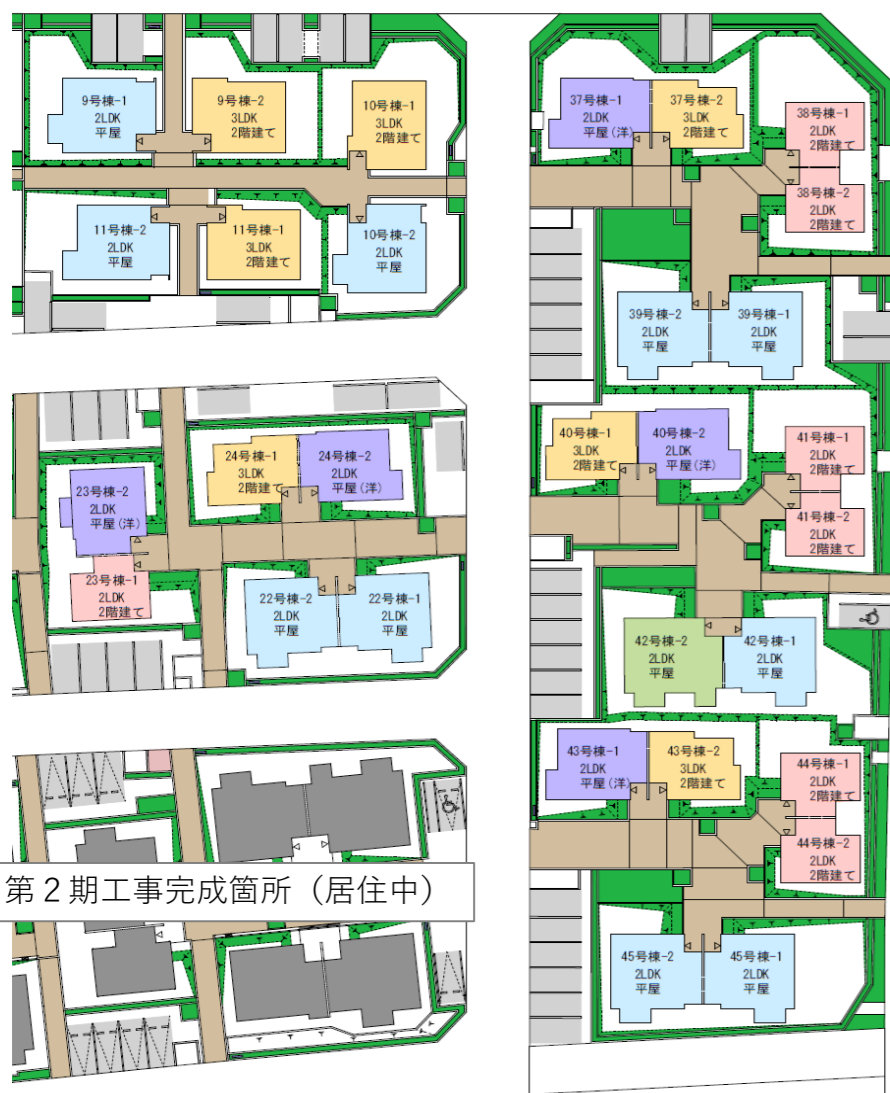 9号棟-1
2LDK
平屋
9号棟-2
3LDK
2階建て
10号棟-1
3LDK
2階建て
11号棟-2
2LDK
平屋
11号棟-1
3LDK
2階建て
10号棟-2
2LDK
平屋
23号棟-2
2LDK
平屋(洋)
23号棟-1
2LDK
2階建て
24号棟-1
3LDK
2階建て
24号棟-2
2LDK
平屋(洋)
22号棟-2
2LDK
平屋
22号棟-1
2LDK
平屋
第2期工事完成箇所(居住中)
37号棟-1
2LDK
平屋(洋)
37号棟-2
3LDK
2階建て
38号棟-1
2LDK
2階建て
38号棟-2
2LDK
2階建て
39号棟-2
2LDK
平屋
39号棟-1
2LDK
平屋
40号棟-1
3LDK
2階建て
40号棟-2
2LDK
平屋(洋)
41号棟-1
2LDK
2階建て
41号棟-2
2LDK
2階建て
42号棟-2
2LDK
平屋
42号棟-1
2LDK
平屋
43号棟-1
2LDK
平屋(洋)
43号棟-2
3LDK
2階建て
44号棟-1
2LDK
2階建て
44号棟-2
2LDK
2階建て
45号棟-2
2LDK
平屋
45号棟-1
2LDK
平屋